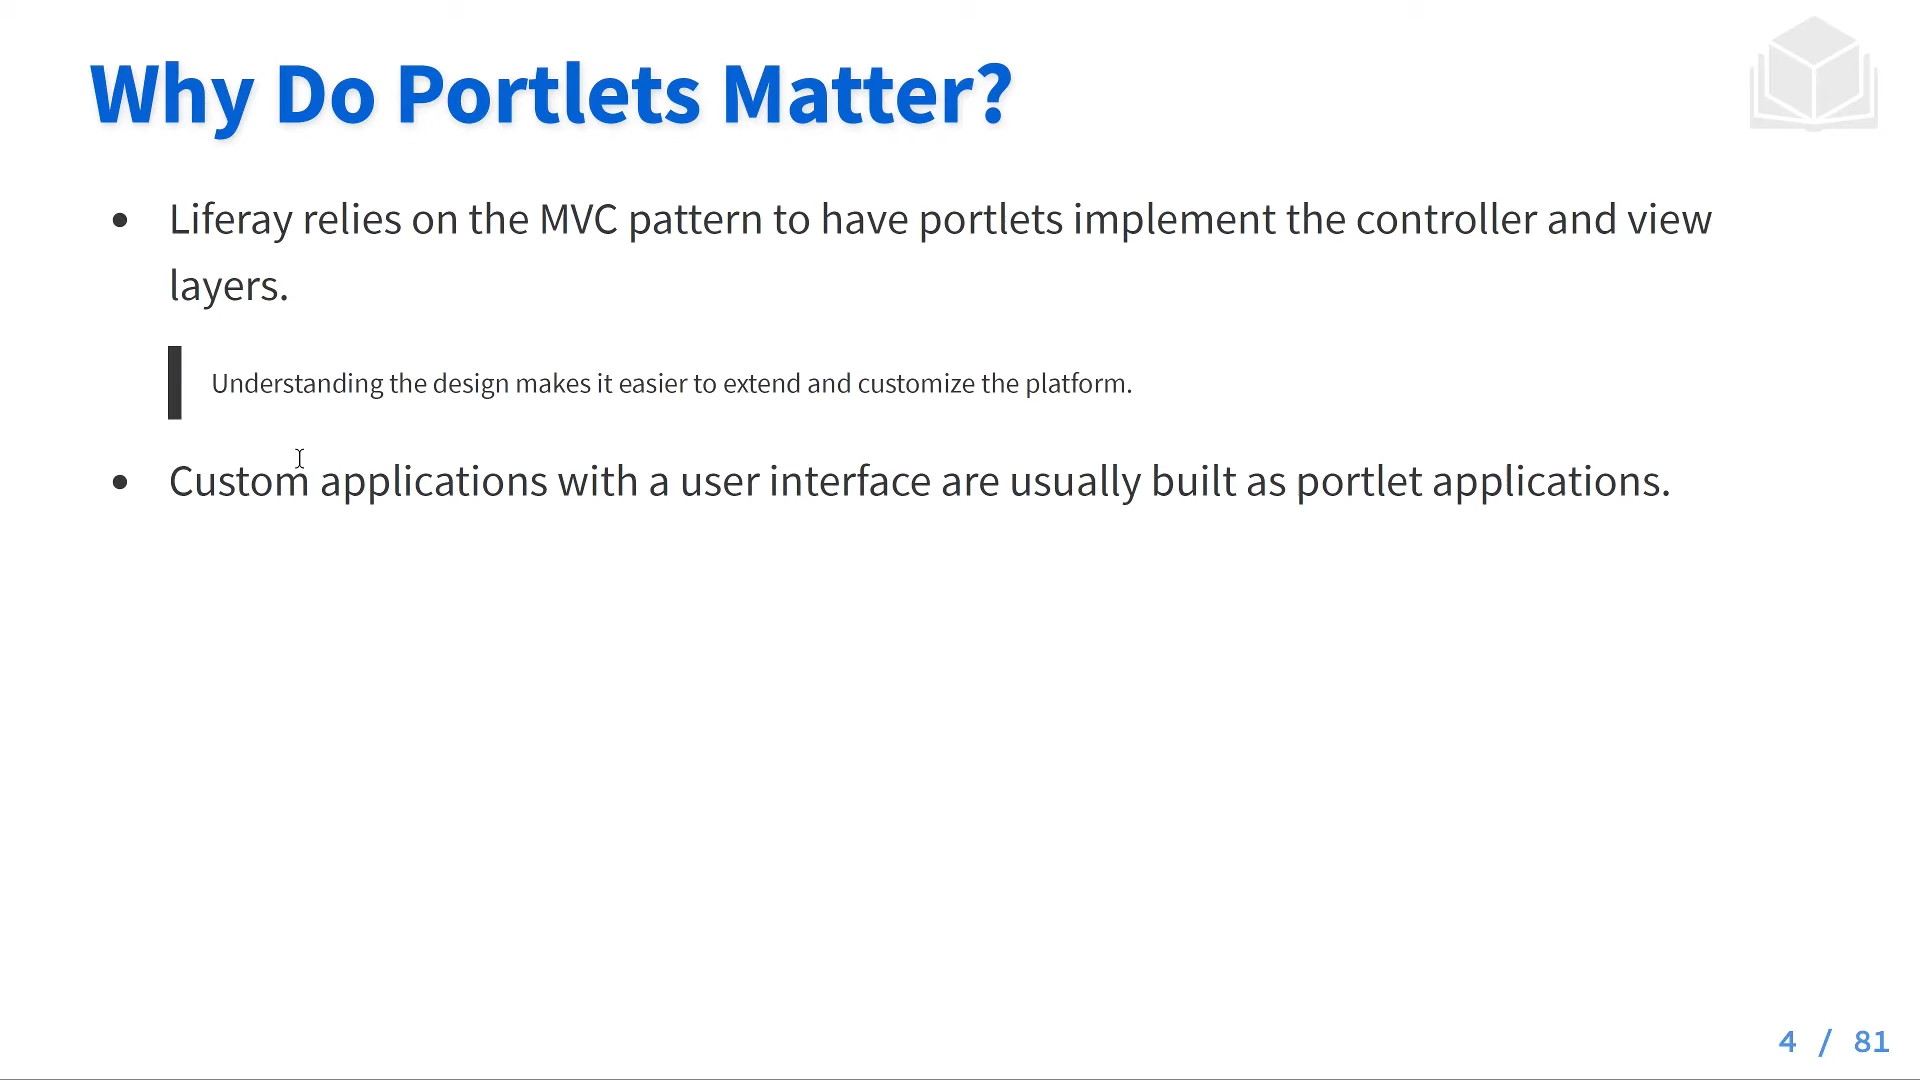 Why Do Portlets Matter?
Liferay relies on the MVC pattern to have portlets implement the controller and view
layers.
Understanding the design makes it easier to extend and customize the platform.
Custom applications with a user interface are usually built as portlet applications.
4 / 81